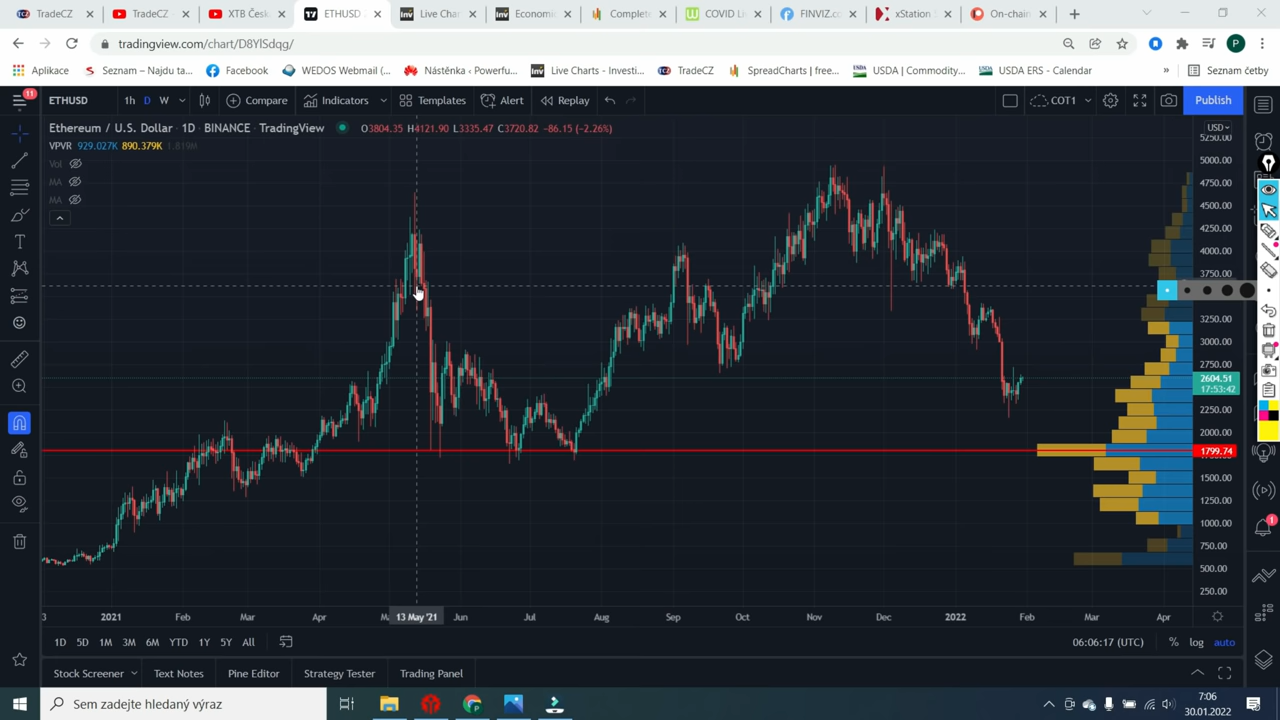 TradeCZ
TradeCZ
XTB Česk
ETHUSD
Live Char
Economic
Complete
COVID Li
FINVIZ.co
xStation
On-chain
tradingview.com/chart/D8YlSdqg/
P
Aplikace
Seznam – Najdu ta...
Facebook
WEDOS Webmail (...
Nástěnka ‹ Powerfu...
Live Charts - Investi...
TradeCZ
SpreadCharts | free...
USDA | Commodity...
USDA ERS - Calendar
»
Seznam četby
11
ETHUSD
1h D W
Compare
Indicators
Templates
Alert
Replay
COT1
Publish
Ethereum / U.S. Dollar · 1D · BINANCE · TradingView
O3804.35 H4121.90 L3335.47 C3720.82 -86.15 (-2.26%)
VPVR 929.027K 890.379K 1.819M
Vol
MA
MA
USD
5250.00
5000.00
4750.00
4500.00
4250.00
4000.00
3750.00
3250.00
3000.00
2750.00
2604.51
17:53:42
2250.00
2000.00
1799.74
1500.00
1250.00
1000.00
750.00
500.00
250.00
3 2021 Feb Mar Apr 13 May '21 Jun Jul Aug Sep Oct Nov Dec 2022 Feb Mar Apr
1D 5D 1M 3M 6M YTD 1Y 5Y All
06:06:17 (UTC) % log auto
Stock Screener
Text Notes
Pine Editor
Strategy Tester
Trading Panel
1
Sem zadejte hledaný výraz
7:06
30.01.2022